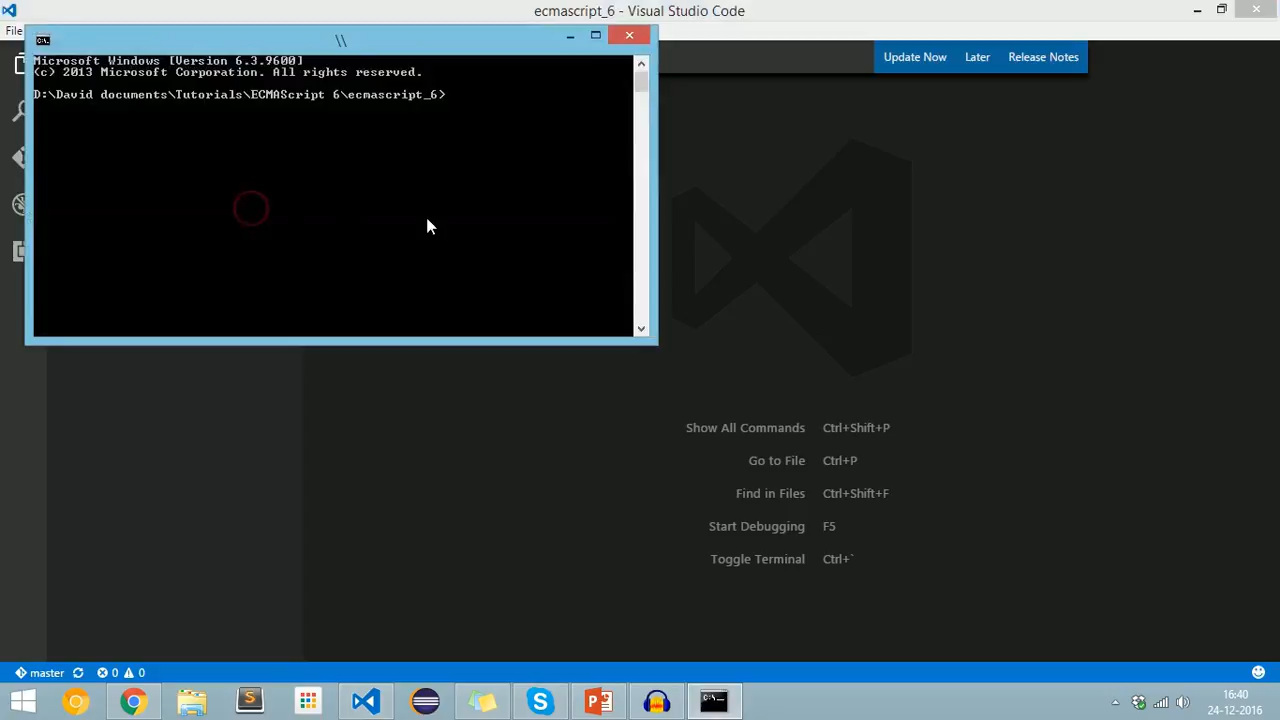 ecmascript_6 - Visual Studio Code
File
\\
Microsoft Windows [Version 6.3.9600]
(c) 2013 Microsoft Corporation. All rights reserved.
D:\David documents\Tutorials\ECMAScript 6\ecmascript_6>
Update Now Later Release Notes
Show All Commands Ctrl+Shift+P
Go to File Ctrl+P
Find in Files Ctrl+Shift+F
Start Debugging F5
Toggle Terminal Ctrl+`
master 0 0
16:40
24-12-2016